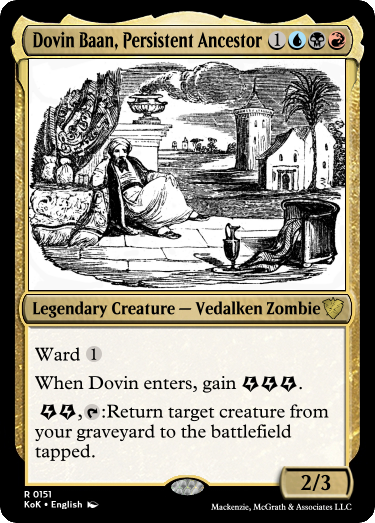 Dovin Baan, Persistent Ancestor 1
Legendary Creature — Vedalken Zombie
Ward 1
When Dovin enters, gain.
,:Return target creature from
your graveyard to the battlefield
tapped.
2/3
R 0151
KoK • English
Mackenzie, McGrath & Associates LLC